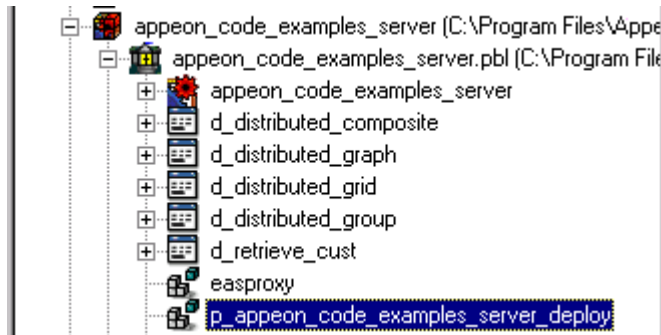 appeon_code_examples_server (C:\Program Files\Appe
appeon_code_examples_server.pbl (C:\Program File
appeon_code_examples_server
d_distributed_composite
d_distributed_graph
d_distributed_grid
d_distributed_group
d_retrieve_cust
easproxy
p_appeon_code_examples_server_deploy